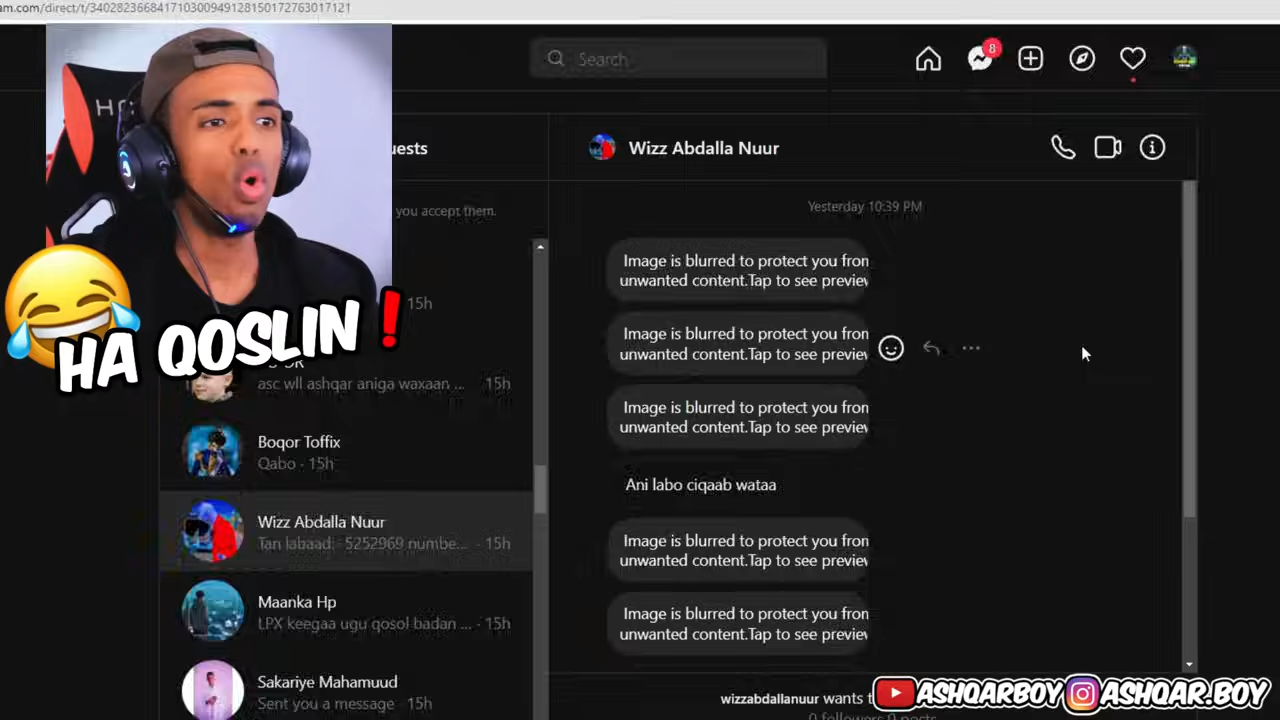 am.com/direct/t/340282366841710300949128150172763017121
Search
8
uests
Wizz Abdalla Nuur
you accept them.
Yesterday 10:39 PM
Image is blurred to protect you from
unwanted content.Tap to see preview
15h
HA QOSLIN❗
Image is blurred to protect you from
unwanted content.Tap to see preview
asc wll ashqar aniga waxaan ... 15h
Image is blurred to protect you from
unwanted content.Tap to see preview
Boqor Toffix
Qabo · 15h
Ani labo ciqaab wataa
Wizz Abdalla Nuur
Tan labaad: - 5252969 numbe... · 15h
Image is blurred to protect you from
unwanted content.Tap to see preview
Maanka Hp
LPX keegaa ugu qosol badan ... · 15h
Image is blurred to protect you from
unwanted content.Tap to see preview
Sakariye Mahamuud
Sent you a message · 15h
wizzabdallanuur wants t
0 followers 0 posts
ASHQARBOY
ASHQAR.BOY